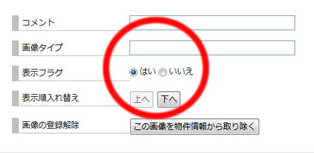 コメント
画像タイプ
表示フラグ はい いいえ
表示順入れ替え 上へ 下へ
画像の登録解除 この画像を物件情報から取り除く